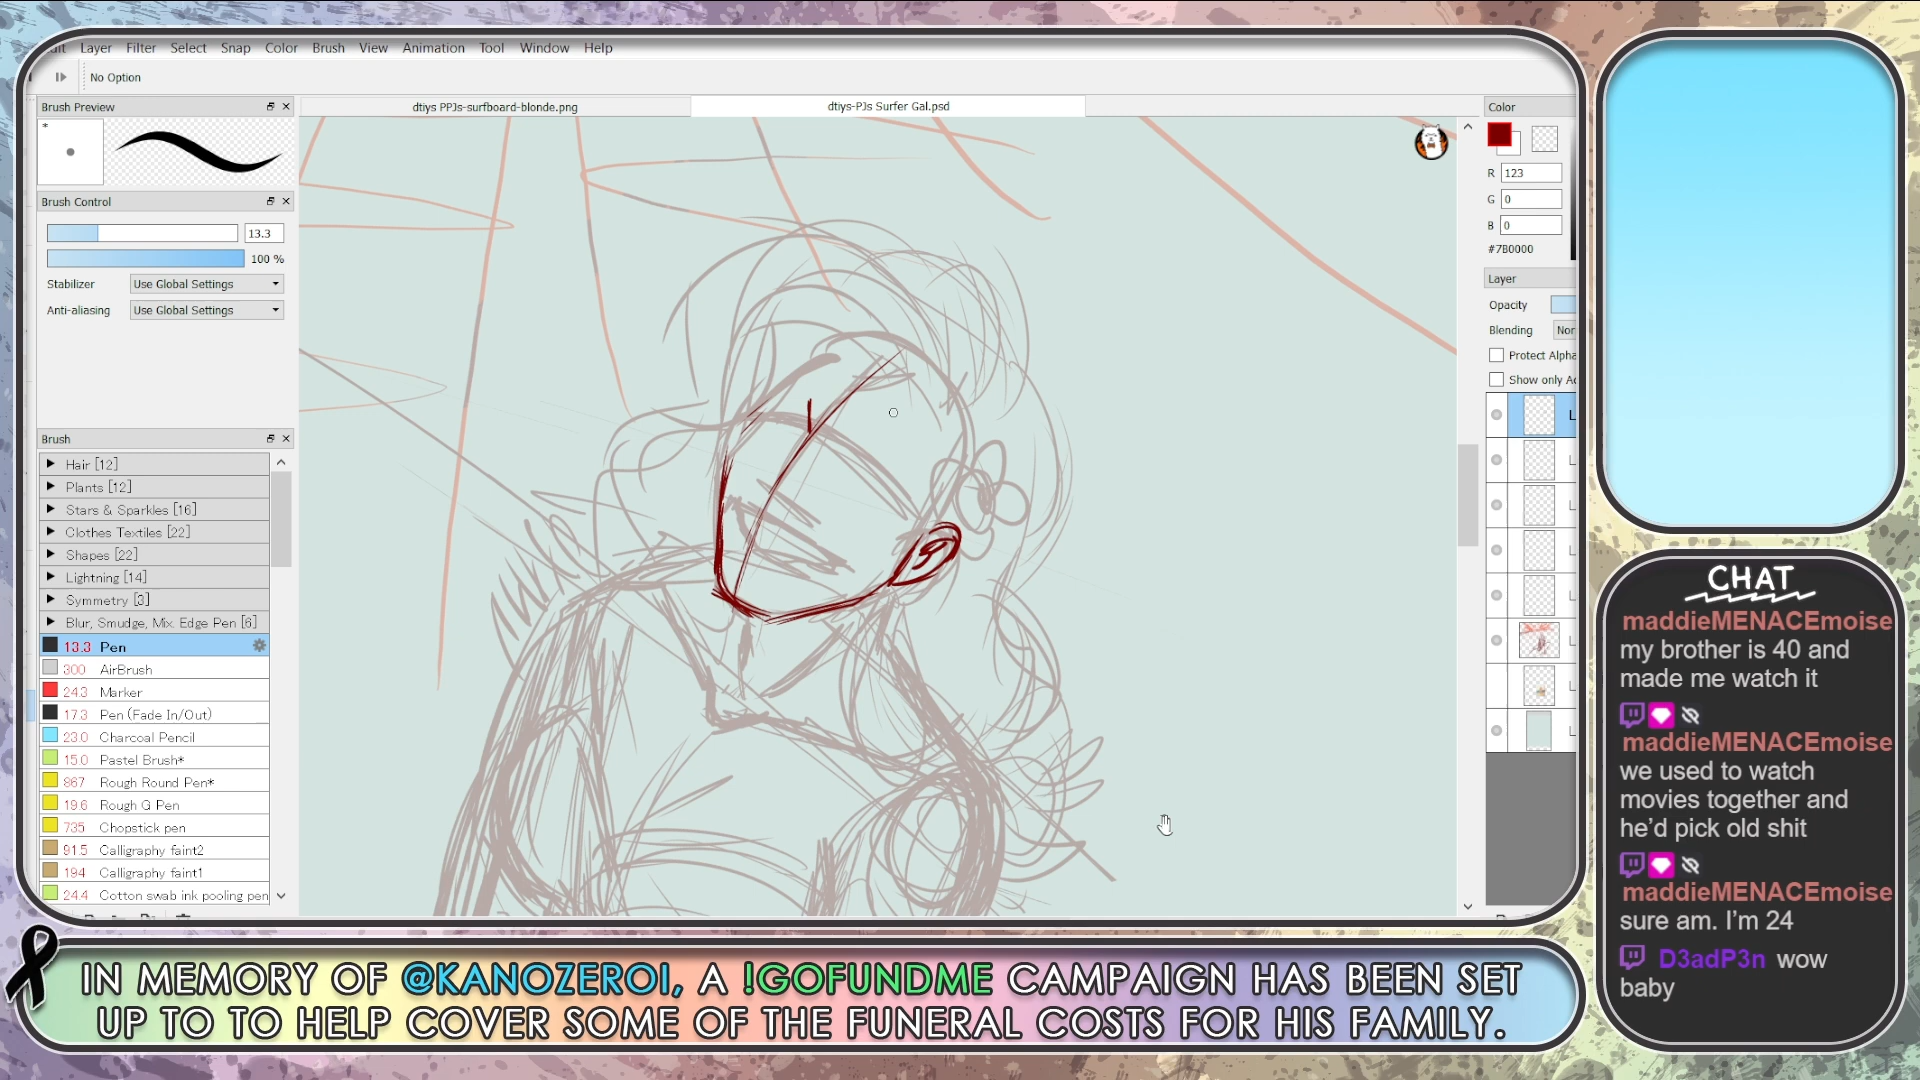 Layer Filter Select Snap Color Brush View Animation Tool Window Help
No Option
Brush Preview
dtiys PPJs-surfboard-blonde.png
dtiys-PJs Surfer Gal.psd
*
Brush Control
13.3
100 %
Stabilizer Use Global Settings
Anti-aliasing Use Global Settings
Brush
Hair [12]
Plants [12]
Stars & Sparkles [16]
Clothes Textiles [22]
Shapes [22]
Lightning [14]
Symmetry [3]
Blur, Smudge, Mix. Edge Pen [6]
13.3 Pen
300 AirBrush
24.3 Marker
17.3 Pen (Fade In/Out)
23.0 Charcoal Pencil
15.0 Pastel Brush*
867 Rough Round Pen*
19.6 Rough G Pen
735 Chopstick pen
91.5 Calligraphy faint2
194 Calligraphy faint1
24.4 Cotton swab ink pooling pen
Color
R 123
G 0
B 0
#7B0000
Layer
Opacity
Blending Nor
Protect Alpha
Show only
CHAT
maddieMENACEmoise
my brother is 40 and
made me watch it
maddieMENACEmoise
we used to watch
movies together and
he'd pick old shit
maddieMENACEmoise
sure am. I'm 24
D3adP3n wow
baby
IN MEMORY OF @KANOZEROI, A !GOFUNDME CAMPAIGN HAS BEEN SET
UP TO TO HELP COVER SOME OF THE FUNERAL COSTS FOR HIS FAMILY.